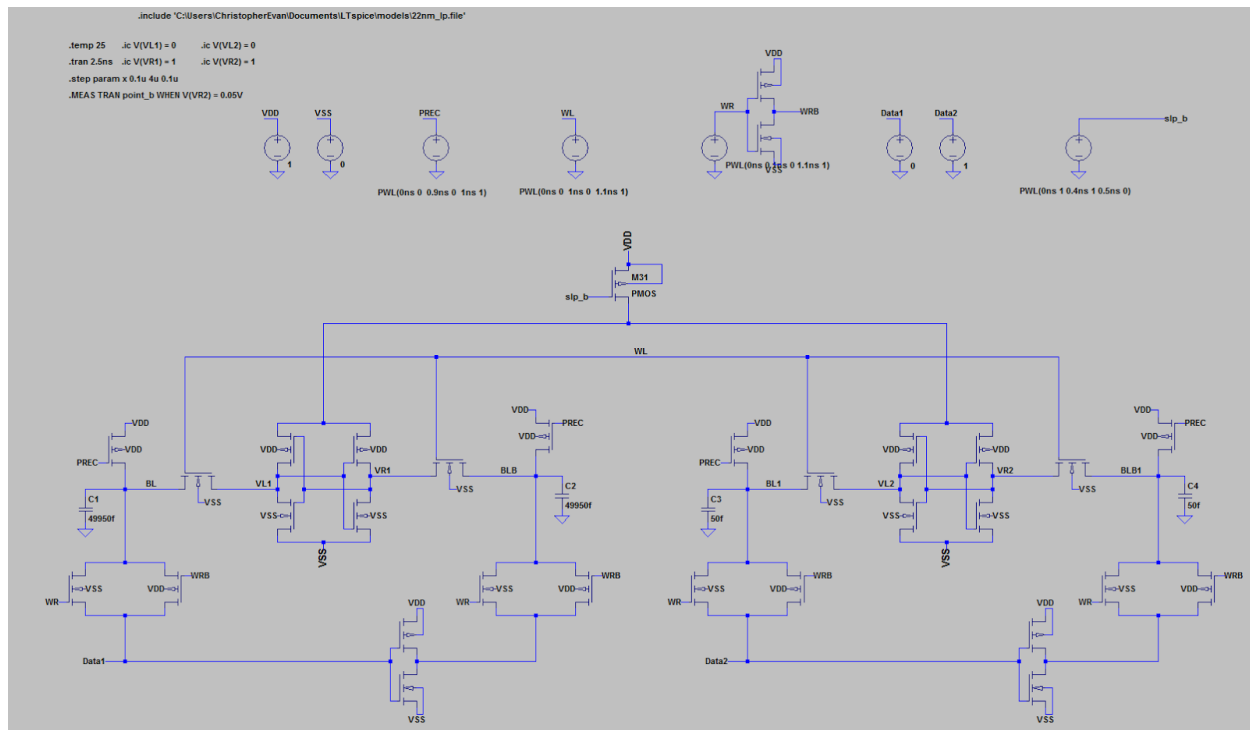 .include 'C:\Users\ChristopherEvan\Documents\LTspice\models\22nm_lp.file'
.temp 25 .ic V(VL1) = 0 .ic V(VL2) = 0
.tran 2.5ns .ic V(VR1) = 1 .ic V(VR2) = 1
.step param x 0.1u 4u 0.1u
.MEAS TRAN point_b WHEN V(VR2) = 0.05V
VDD
VDD VSS PREC WL WR WRB Data1 Data2 slp_b
1 0 VSS 0 1
PWL(0ns 0 0.9ns 0 1ns 1) PWL(0ns 0 1ns 0 1.1ns 1) PWL(0ns 0 1ns 0 1.1ns 1) PWL(0ns 1 0.4ns 1 0.5ns 0)
VDD
M31
slp_b PMOS
WL
VDD VDD VDD VDD
PREC PREC
VDD VDD VDD VDD VDD VDD VDD VDD
PREC PREC
BL VL1 VR1 BLB BL1 VL2 VR2 BLB1
C1 VSS VSS C2 C3 VSS VSS C4
49950f VSS VSS 49950f 50f VSS VSS 50f
VSS VSS
WRB WRB WRB WRB
VSS VDD VSS VDD VSS VDD VSS VDD
WR WR WR WR
VDD VDD
Data1 Data2
VSS VSS